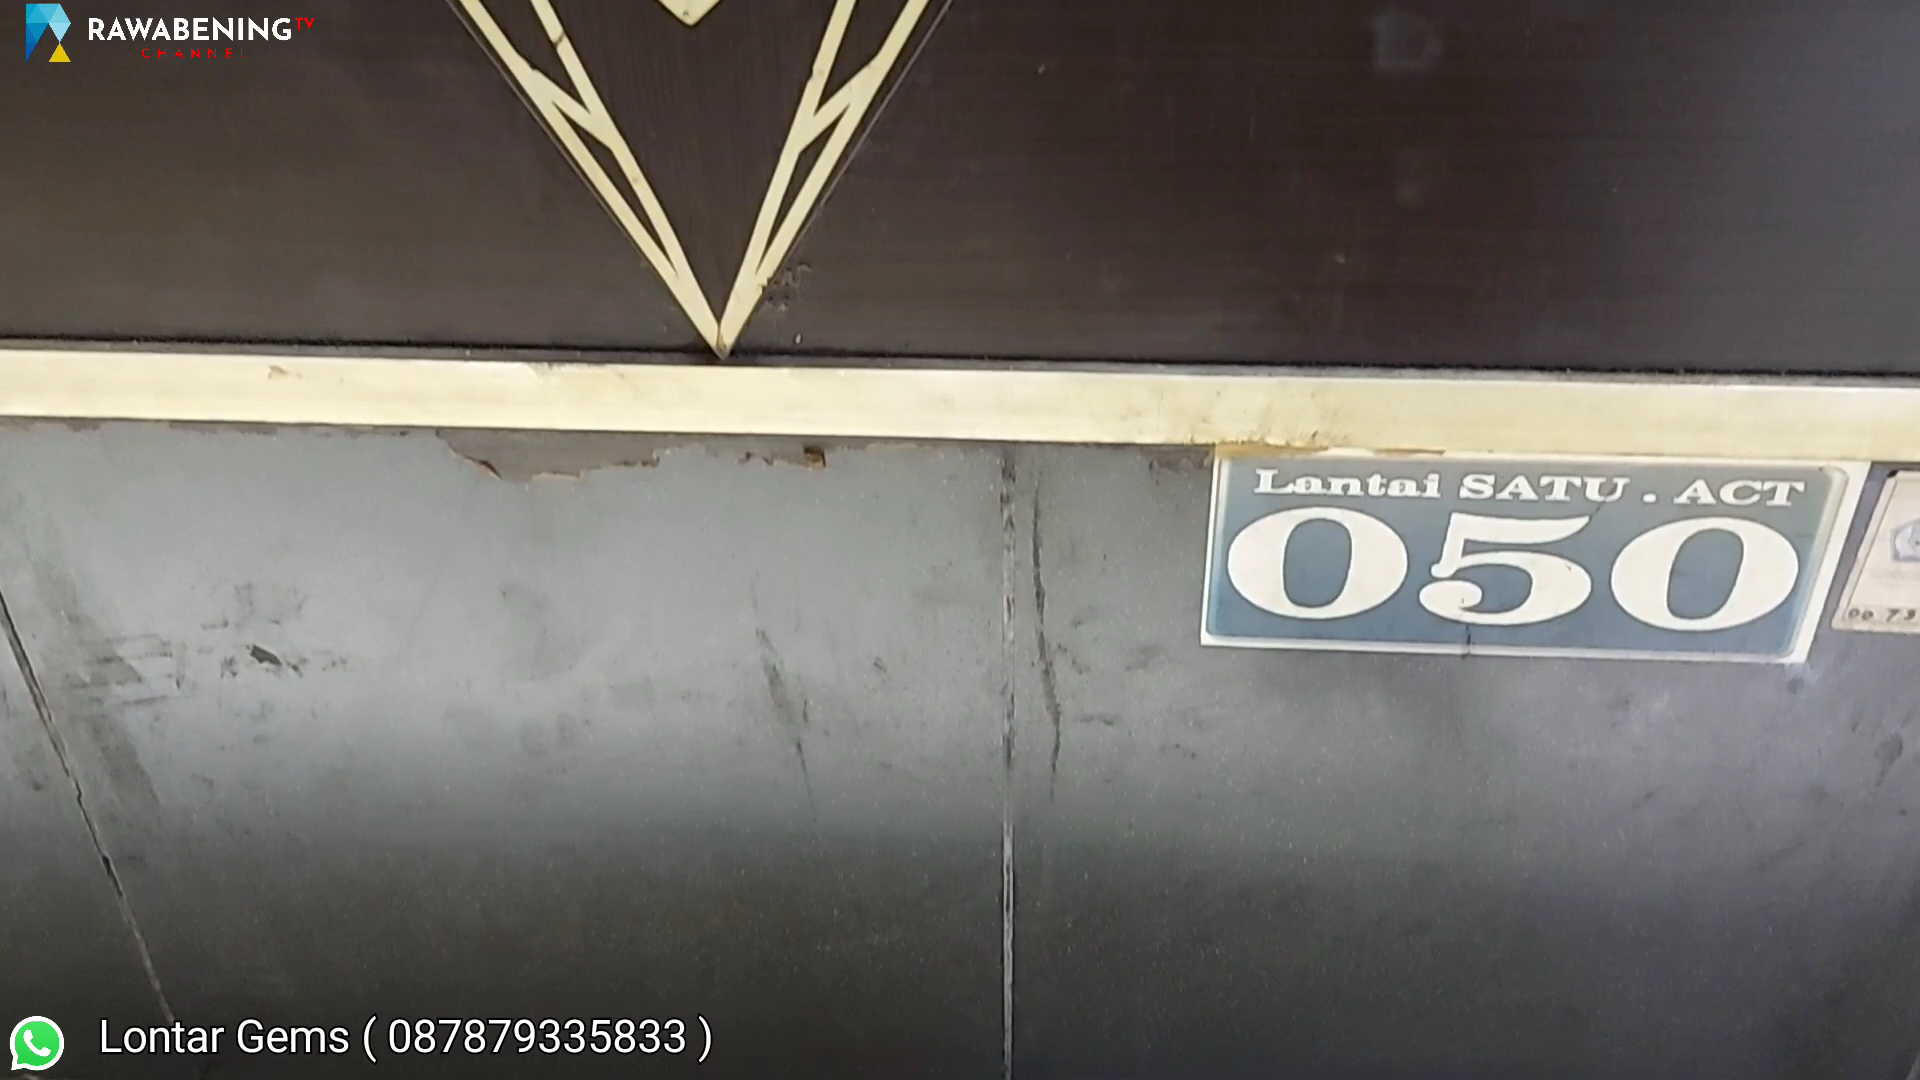 RAWABENING TV
CHANNEL
Lantai SATU . ACT
050
Lontar Gems ( 087879335833 )